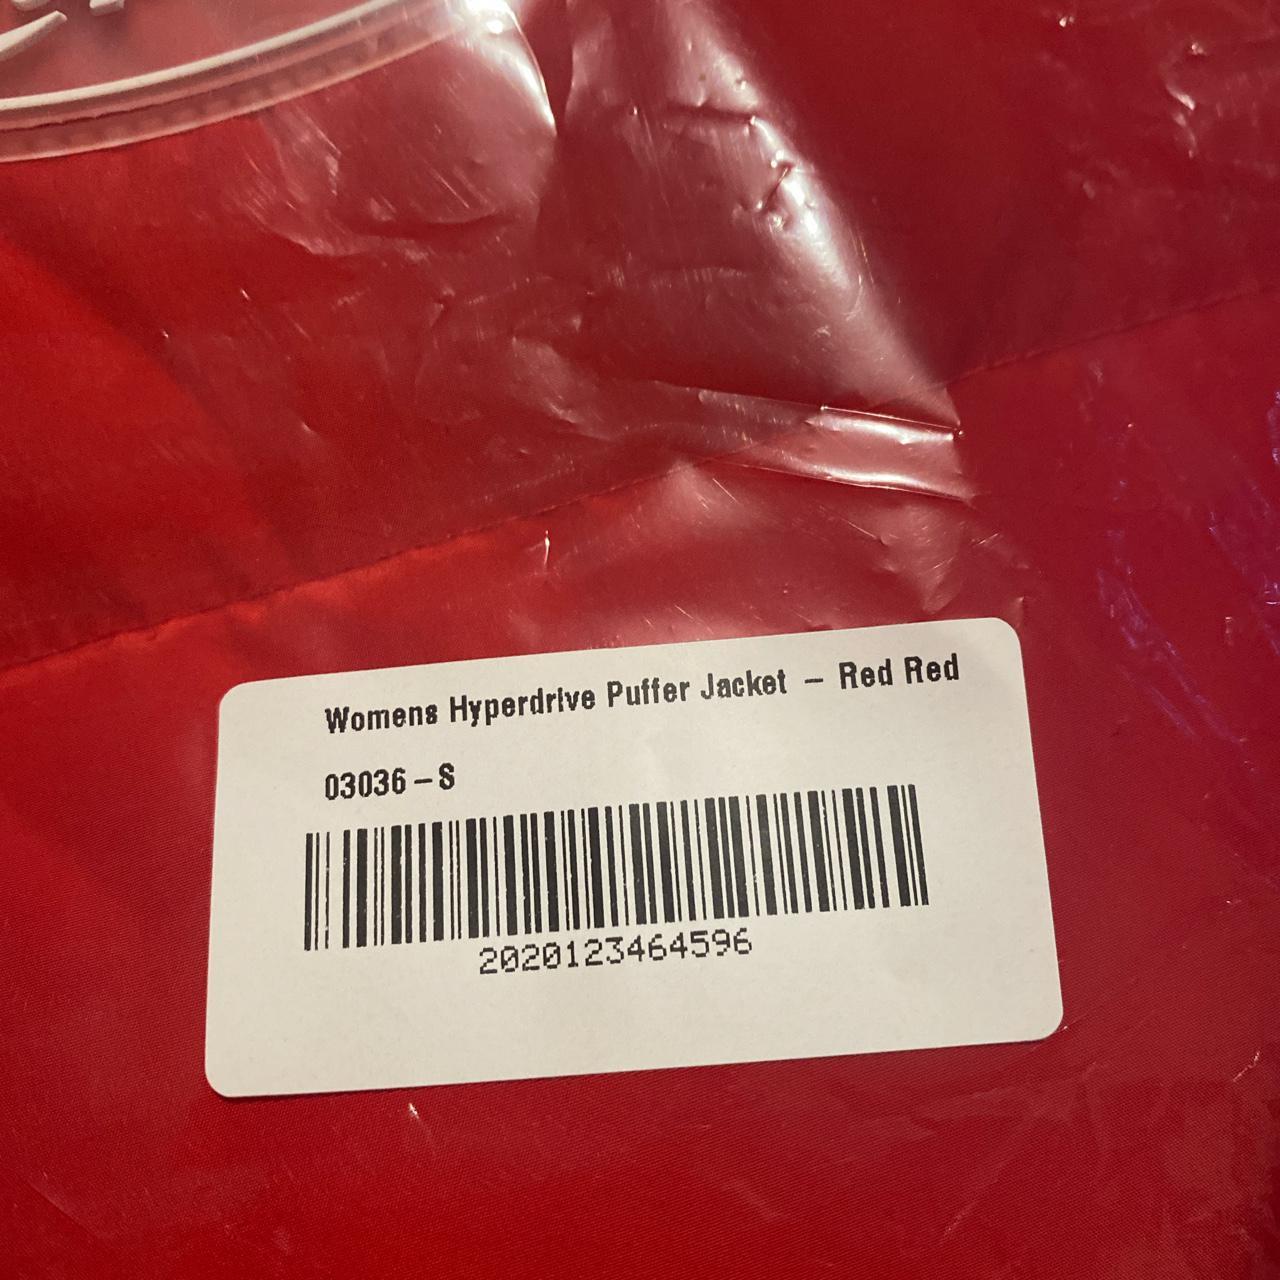 Womens Hyperdrive Puffer Jacket – Red Red
03036 – S
2020123464596